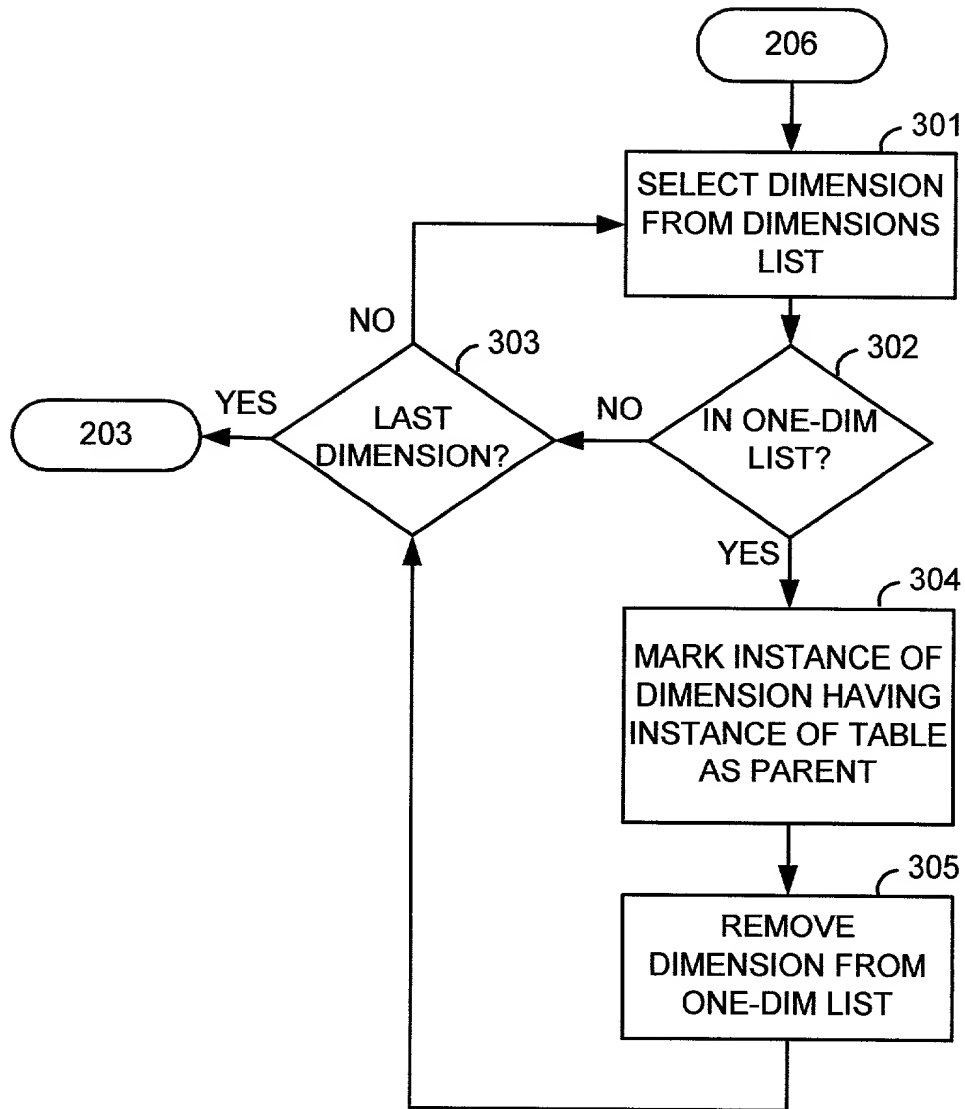 206
301
SELECT DIMENSION
FROM DIMENSIONS
LIST
NO
303
302
YES
NO
203
LAST
DIMENSION?
IN ONE-DIM
LIST?
YES
304
MARK INSTANCE OF
DIMENSION HAVING
INSTANCE OF TABLE
AS PARENT
305
REMOVE
DIMENSION FROM
ONE-DIM LIST